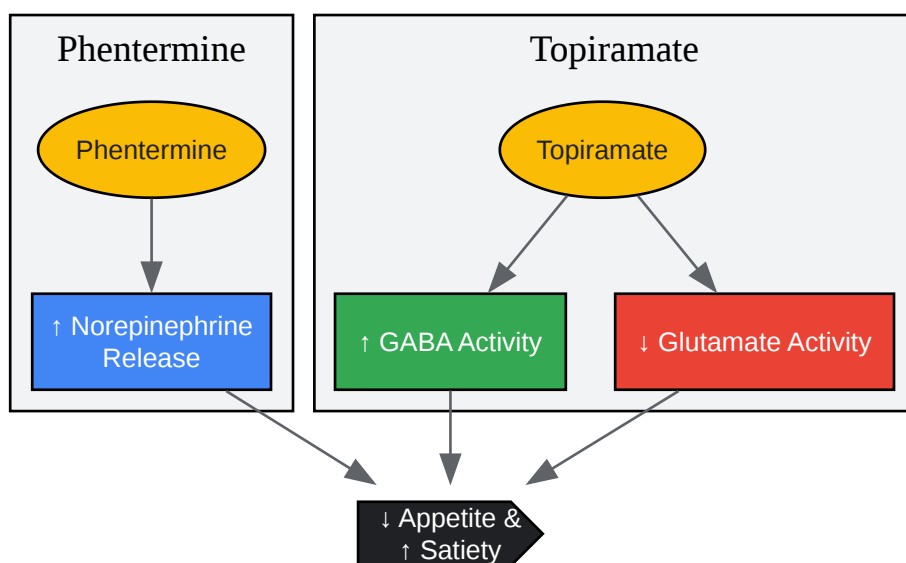 Phentermine
Topiramate
Phentermine
Topiramate
↑ Norepinephrine
Release
↑ GABA Activity
↓ Glutamate Activity
↓ Appetite &
↑ Satiety